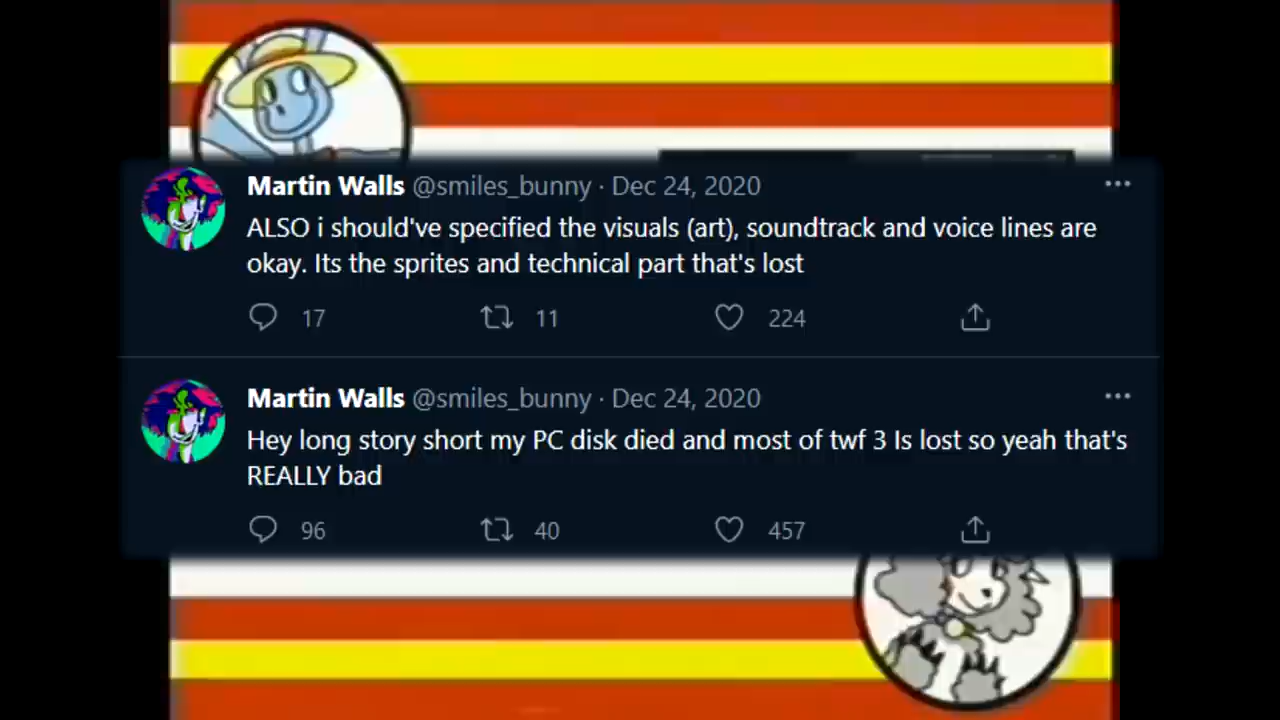 Martin Walls @smiles_bunny · Dec 24, 2020
ALSO i should've specified the visuals (art), soundtrack and voice lines are
okay. Its the sprites and technical part that's lost
17 11 224
Martin Walls @smiles_bunny · Dec 24, 2020
Hey long story short my PC disk died and most of twf 3 Is lost so yeah that's
REALLY bad
96 40 457